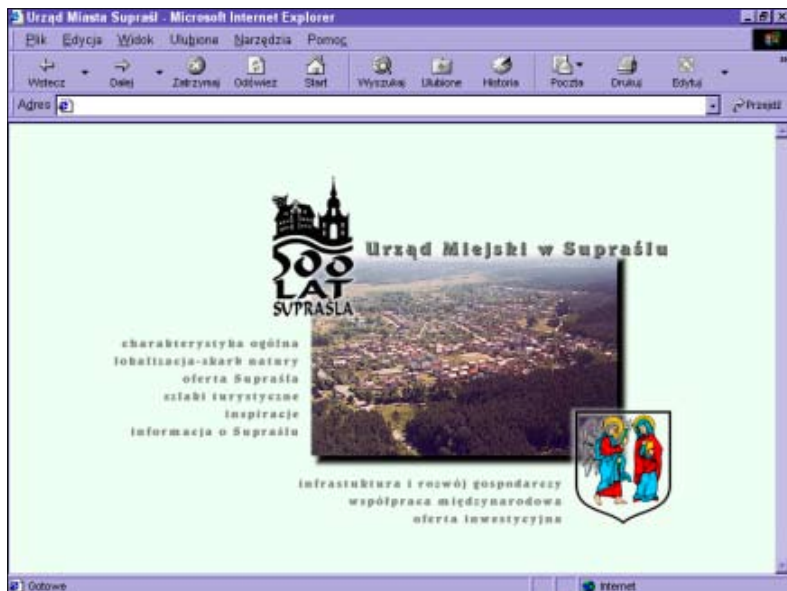 Urząd Miasta Supraśl - Microsoft Internet Explorer
Plik Edycja Widok Ulubione Narzędzia Pomoc
Wstecz Dalej Zatrzymaj Odśwież Start Wyszukaj Ulubione Historia Poczta Drukuj Edytuj
Adres Przejdź
Urząd Miejski w Supraślu
500
LAT
SUPRAŚLA
charakterystyka ogólna
lokalizacja-skarb natury
oferta Supraśla
szlaki turystyczne
inspiracje
informacja o Supraślu
infrastuktura i rozwój gospodarczy
współpraca międzynarodowa
oferta inwestycyjna
Gotowe Internet